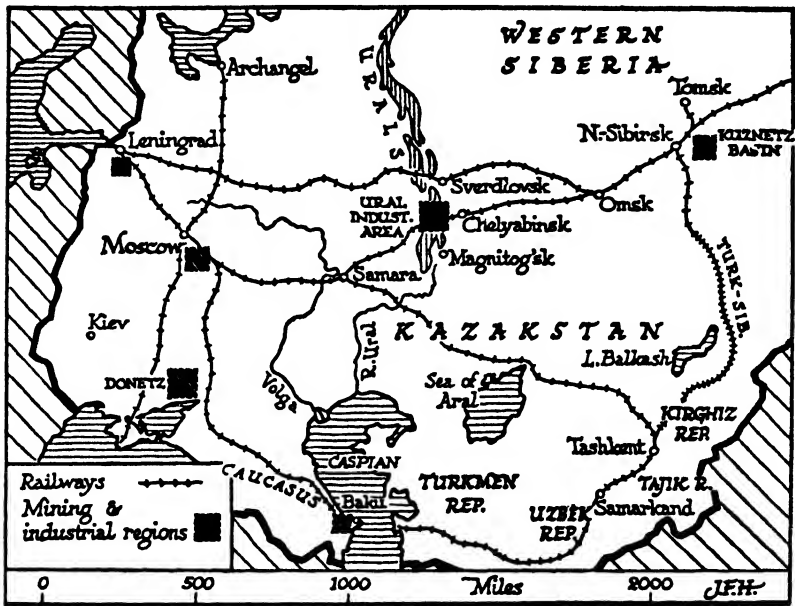 WESTERN
SIBERIA
URALS
Archangel
Tomsk
Leningrad
N.-Sibirsk
KUZNETZ
BASIN
Sverdlovsk
Omsk
URAL
INDUST.
AREA
Chelyabinsk
Moscow
Magnitog'sk
Samara
TURK-SIB.
Kiev
KAZAKSTAN
R. Ural
L. Balkash
DONETZ
Volga
Sea of
Aral
KIRGHIZ
REP.
Tashkent
CASPIAN
CAUCASUS
Baku
TURKMEN
REP.
TAJIK R.
Samarkand
UZBEK
REP.
Railways
Mining &
industrial regions
0 500 1000 Miles 2000 J.F.H.